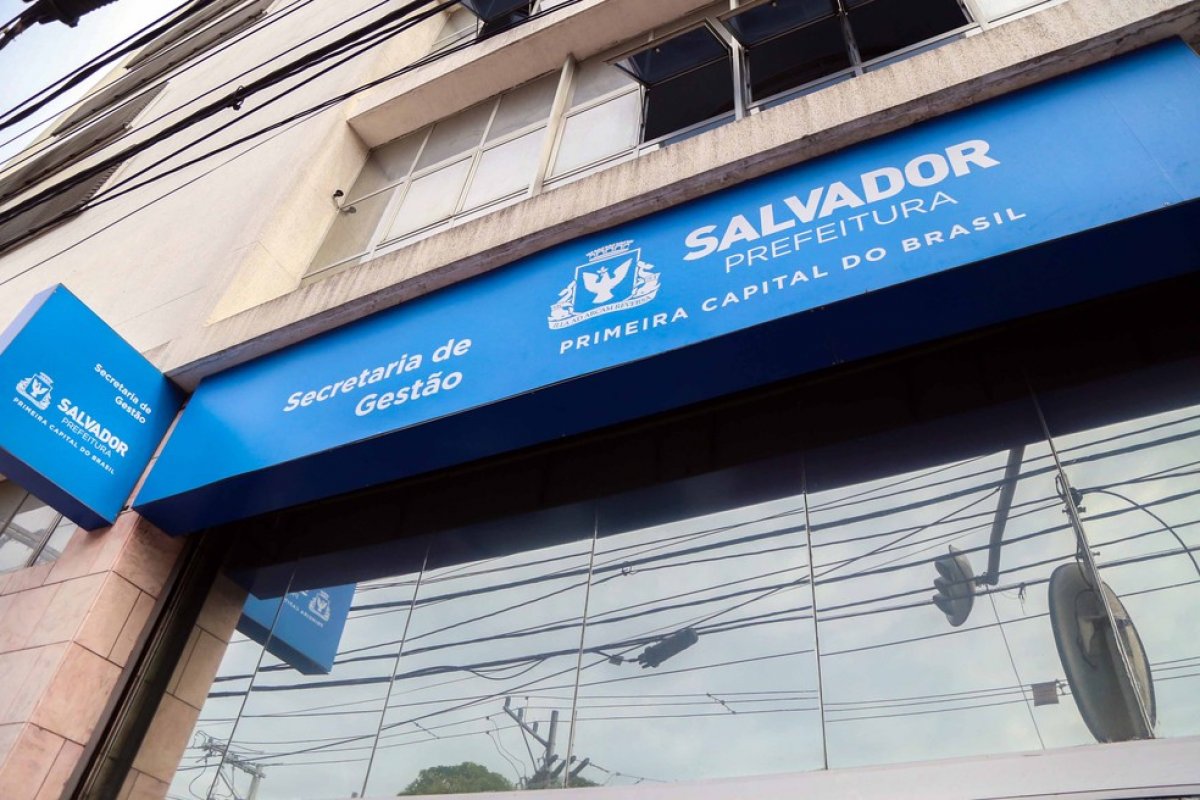 Secretaria de
Gestão
SALVADOR
PREFEITURA
PRIMEIRA CAPITAL DO BRASIL
Secretaria de
Gestão
SALVADOR
PREFEITURA
PRIMEIRA CAPITAL DO BRASIL